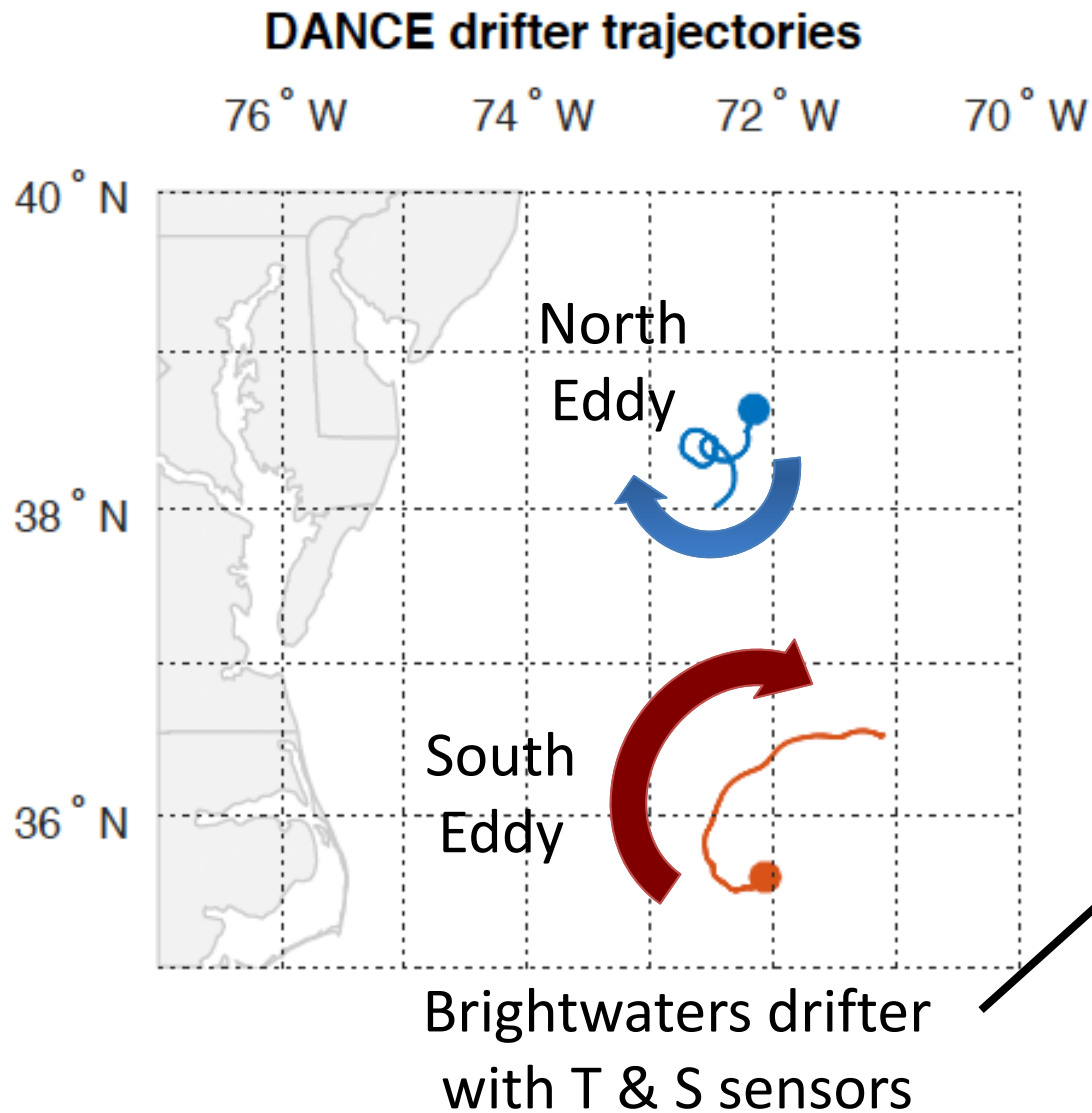 DANCE drifter trajectories
76° W 74° W 72° W 70° W
40° N
North
Eddy
38° N
South
36° N
Eddy
Brightwaters drifter
with T & S sensors